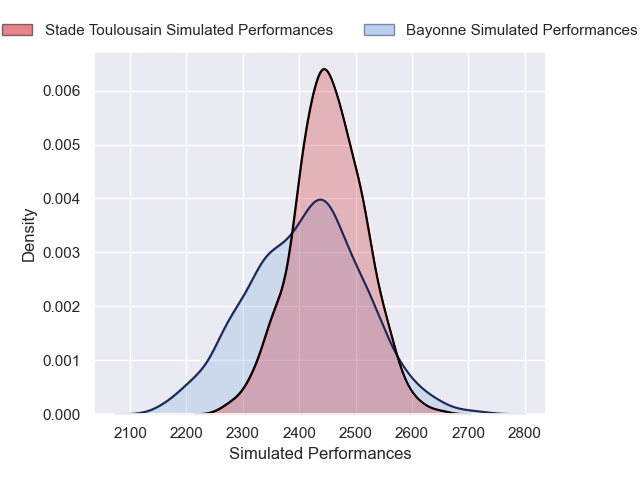 Stade Toulousain Simulated Performances
Bayonne Simulated Performances
0.006
0.005
0.004
0.003
0.002
0.001
0.000
Density
2100 2200 2300 2400 2500 2600 2700 2800
Simulated Performances